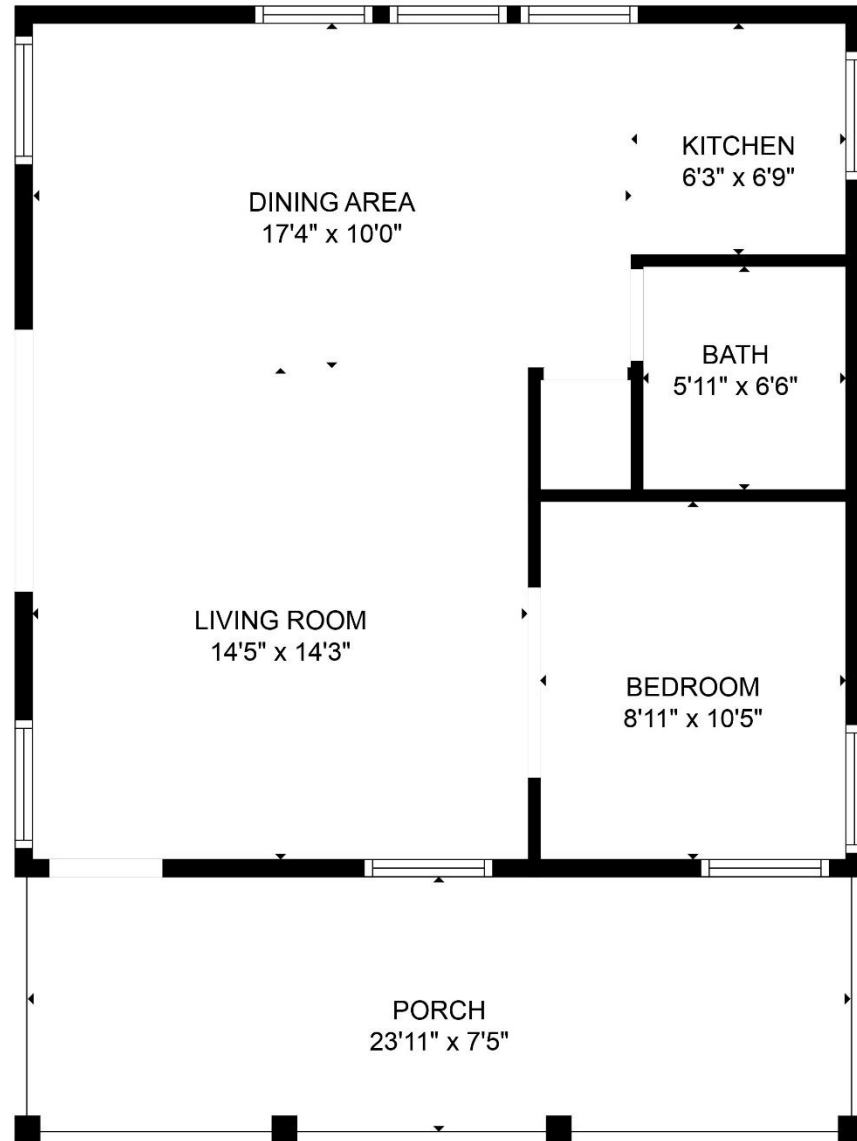 KITCHEN
6'3" x 6'9"
DINING AREA
17'4" x 10'0"
BATH
5'11" x 6'6"
LIVING ROOM
14'5" x 14'3"
BEDROOM
8'11" x 10'5"
PORCH
23'11" x 7'5"